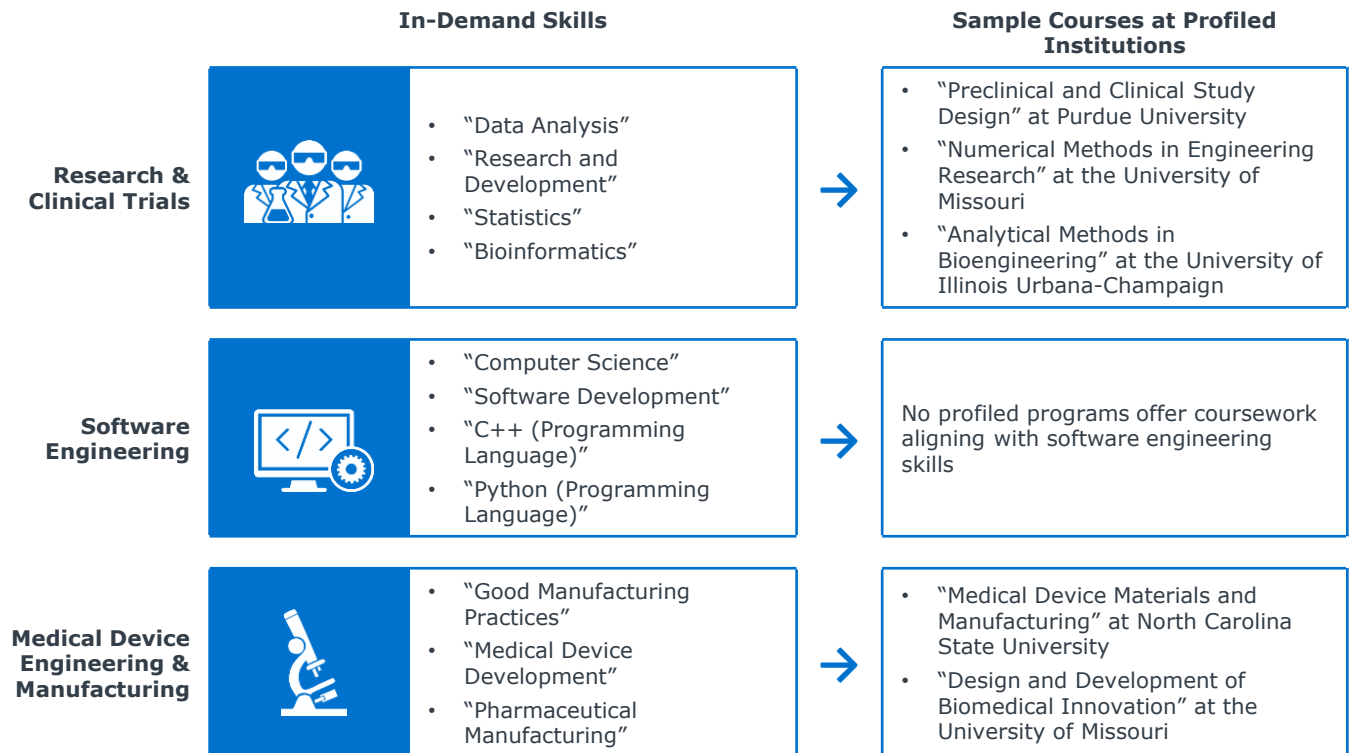 In-Demand Skills
Sample Courses at Profiled
Institutions
Research &
Clinical Trials
• “Data Analysis”
• “Research and
Development”
• “Statistics”
• “Bioinformatics”
• “Preclinical and Clinical Study
Design” at Purdue University
• “Numerical Methods in Engineering
Research” at the University of
Missouri
• “Analytical Methods in
Bioengineering” at the University of
Illinois Urbana-Champaign
Software
Engineering
</>
• “Computer Science”
• “Software Development”
• “C++ (Programming
Language)”
• “Python (Programming
Language)”
No profiled programs offer coursework
aligning with software engineering
skills
Medical Device
Engineering &
Manufacturing
• “Good Manufacturing
Practices”
• “Medical Device
Development”
• “Pharmaceutical
Manufacturing”
• “Medical Device Materials and
Manufacturing” at North Carolina
State University
• “Design and Development of
Biomedical Innovation” at the
University of Missouri